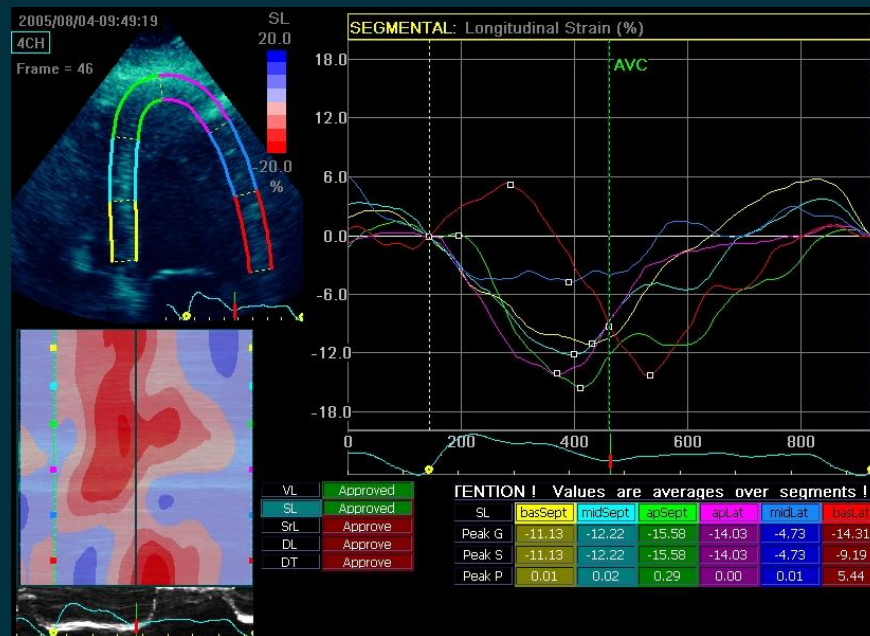 2005/08/04-09:49:19
4CH
Frame = 46
SL
20.0
-20.0
%
SEGMENTAL: Longitudinal Strain (%)
AVC
18.0
12.0
6.0
0.0
-6.0
-12.0
-18.0
0 200 400 600 800
VL Approved
SL Approved
SrL Approve
DL Approve
DT Approve
TENTION ! Values are averages over segments !
SL basSept midSept apSept apLat midLat basLat
Peak G -11.13 -12.22 -15.58 -14.03 -4.73 -14.31
Peak S -11.13 -12.22 -15.58 -14.03 -4.73 -9.19
Peak P 0.01 0.02 0.29 0.00 0.01 5.44